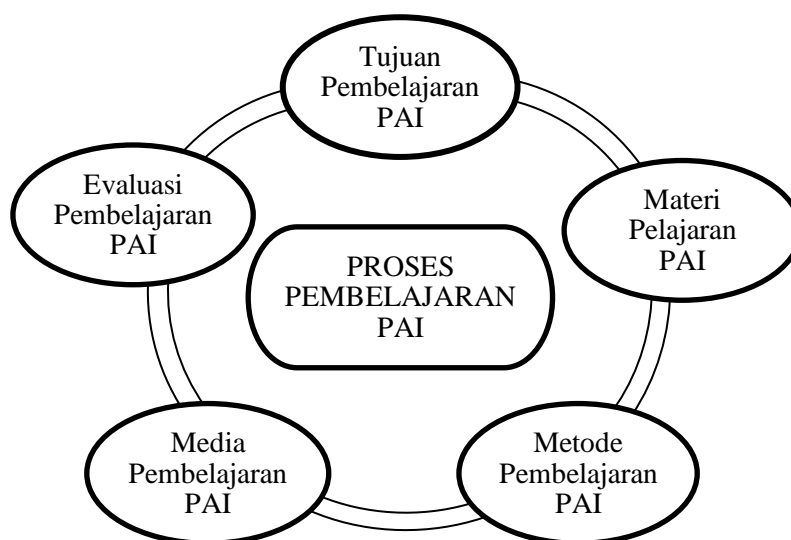 Tujuan
Pembelajaran
PAI
Materi
Pelajaran
PAI
Metode
Pembelajaran
PAI
Media
Pembelajaran
PAI
Evaluasi
Pembelajaran
PAI
PROSES
PEMBELAJARAN
PAI